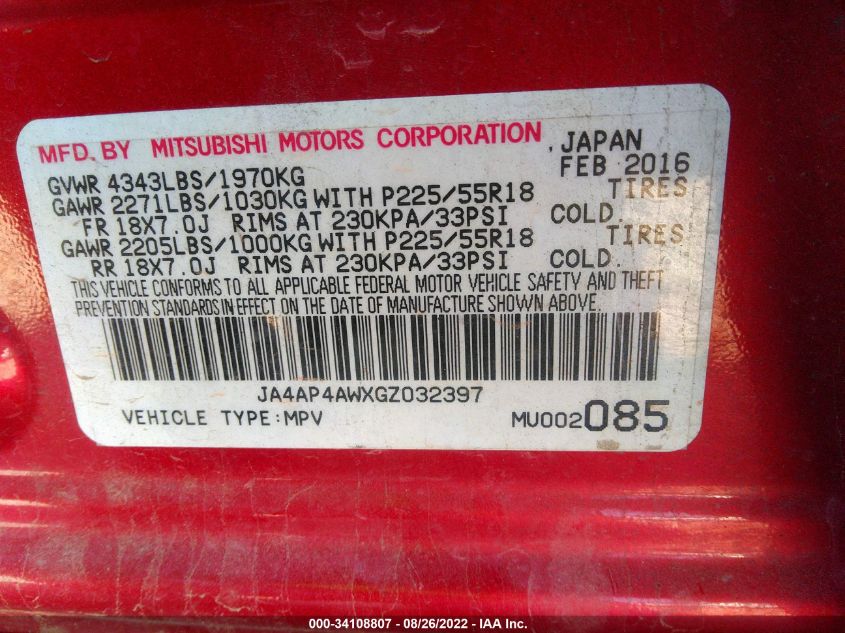 MFD. BY MITSUBISHI MOTORS CORPORATION , JAPAN
FEB 2016
GVWR 4343LBS/1970KG
GAWR 2271LBS/1030KG WITH P225/55R18 TIRES
FR 18X7.0J RIMS AT 230KPA/33PSI COLD.
GAWR 2205LBS/1000KG WITH P225/55R18 TIRES
RR 18X7.0J RIMS AT 230KPA/33PSI COLD.
THIS VEHICLE CONFORMS TO ALL APPLICABLE FEDERAL MOTOR VEHICLE SAFETY AND THEFT
PREVENTION STANDARDS IN EFFECT ON THE DATE OF MANUFACTURE SHOWN ABOVE.
JA4AP4AWXGZ032397
VEHICLE TYPE:MPV MU002 085
000-34108807 - 08/26/2022 - IAA Inc.